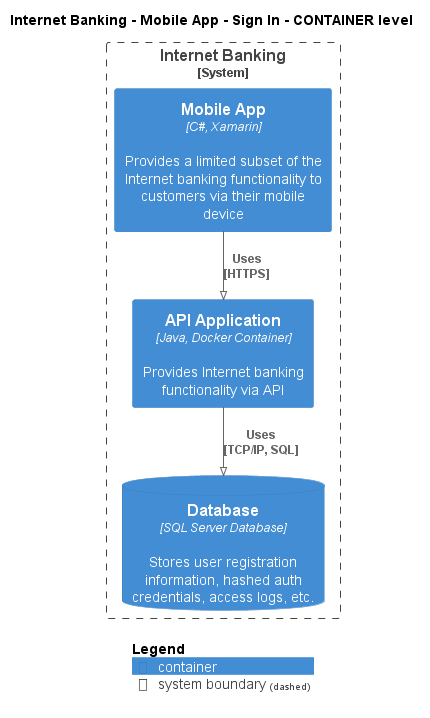 Internet Banking - Mobile App - Sign In - CONTAINER level
Internet Banking
[System]
Mobile App
[C#, Xamarin]
Provides a limited subset of the
Internet banking functionality to
customers via their mobile
device
Uses
[HTTPS]
API Application
[Java, Docker Container]
Provides Internet banking
functionality via API
Uses
[TCP/IP, SQL]
Database
[SQL Server Database]
Stores user registration
information, hashed auth
credentials, access logs, etc.
Legend
container
system boundary (dashed)